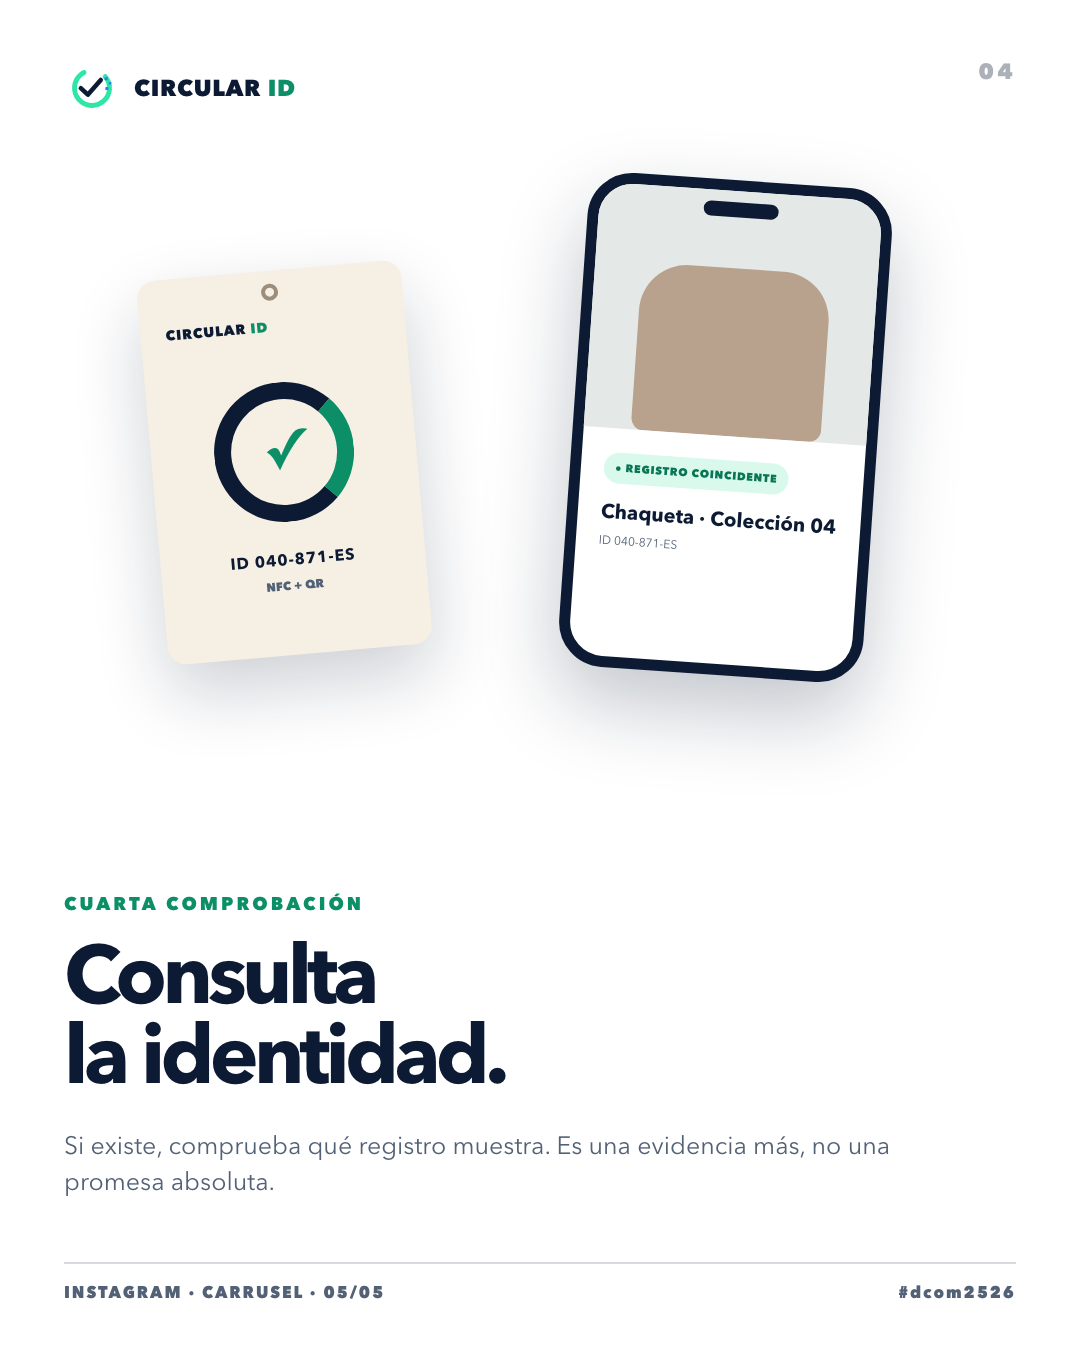 CIRCULAR ID
04
CIRCULAR ID
ID 040-871-ES
NFC + QR
• REGISTRO COINCIDENTE
Chaqueta · Colección 04
ID 040-871-ES
CUARTA COMPROBACIÓN
Consulta
la identidad.
Si existe, comprueba qué registro muestra. Es una evidencia más, no una
promesa absoluta.
INSTAGRAM · CARRUSEL · 05/05
#dcom2526